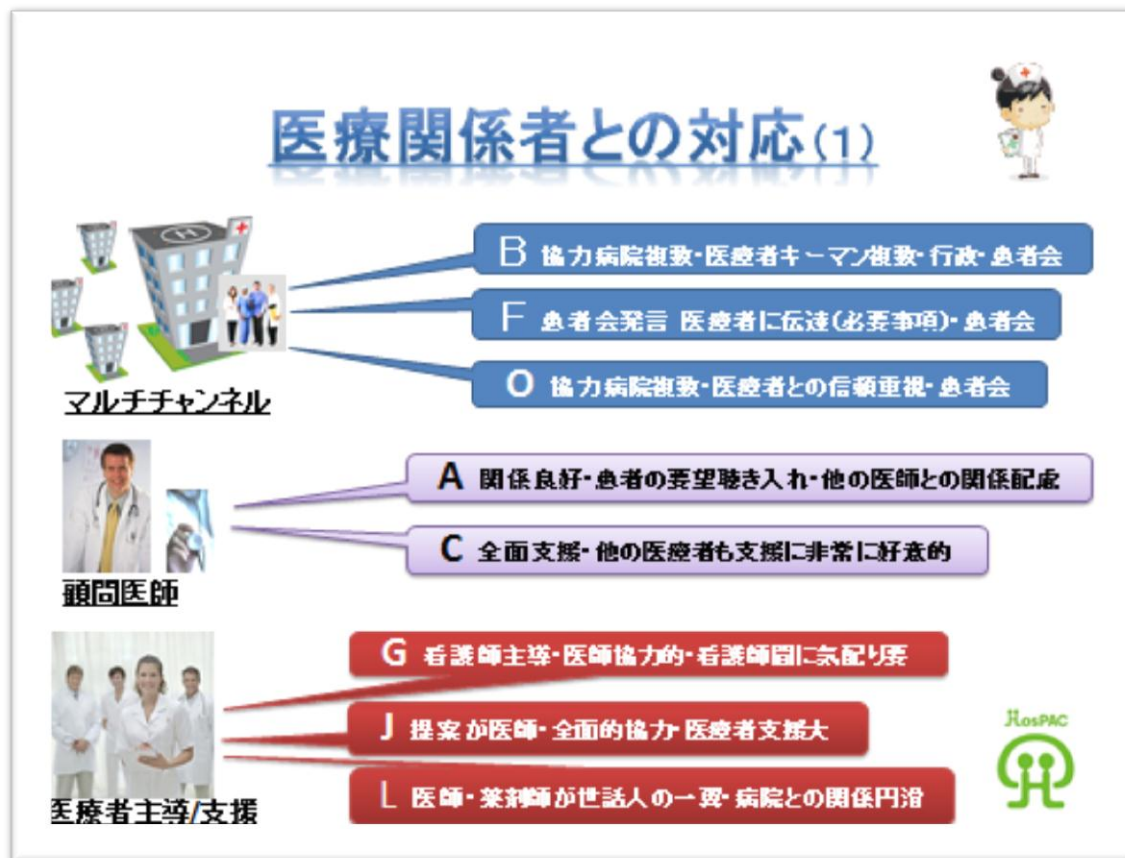 医療関係者との対応(1)
B 協力病院複数・医療者キーマン複数・行政・患者会
F 患者会発言 医療者に伝達(必要事項)・患者会
O 協力病院複数・医療者との信頼重視・患者会
マルチチャンネル
A 関係良好・患者の要望聴き入れ・他の医師との関係配慮
C 全面支援・他の医療者も支援に非常に好意的
顧問医師
G 看護師主導・医師協力的・看護師間に気配り要
J 提案が医師・全面的協力・医療者支援大
L 医師・薬剤師が世話人の一員・病院との関係円滑
医療者主導/支援
HosPAC